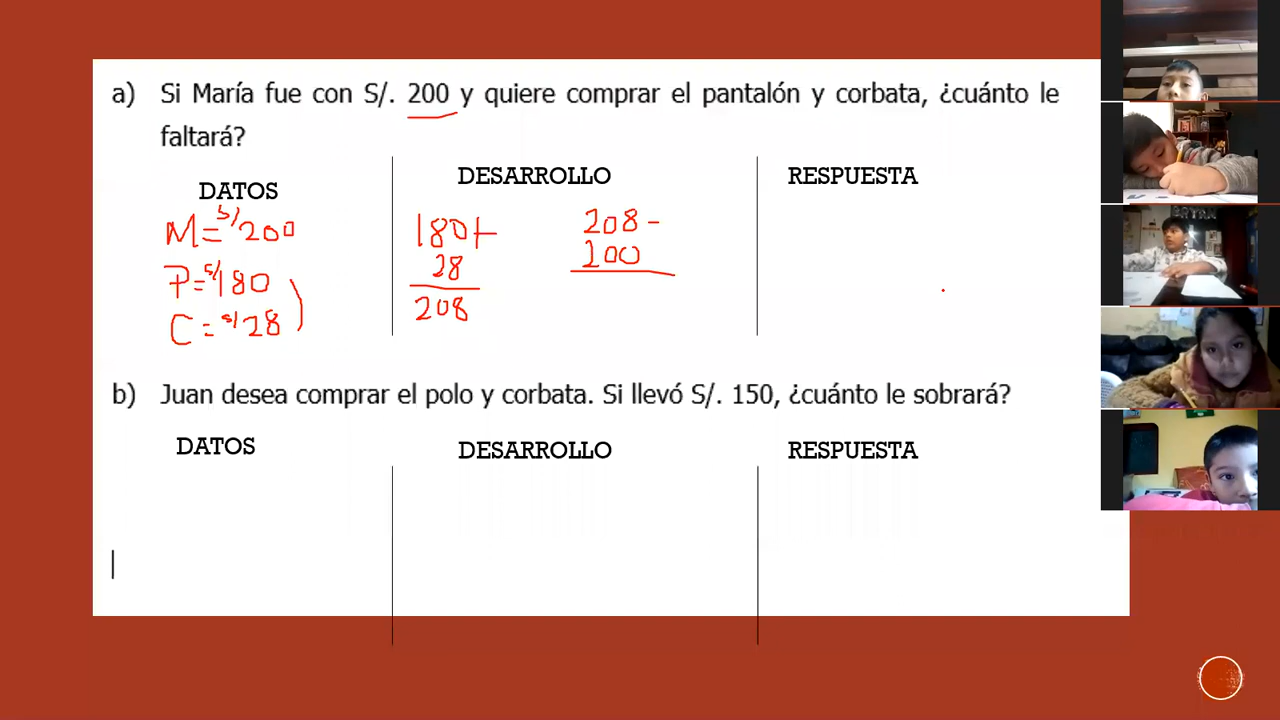 a) Si María fue con S/. 200 y quiere comprar el pantalón y corbata, ¿cuánto le
faltará?
DATOS
M = S/200
P = S/180
C = S/28
DESARROLLO
180+
28
208
208-
200
RESPUESTA
b) Juan desea comprar el polo y corbata. Si llevó S/. 150, ¿cuánto le sobrará?
DATOS
DESARROLLO
RESPUESTA
BRYAN